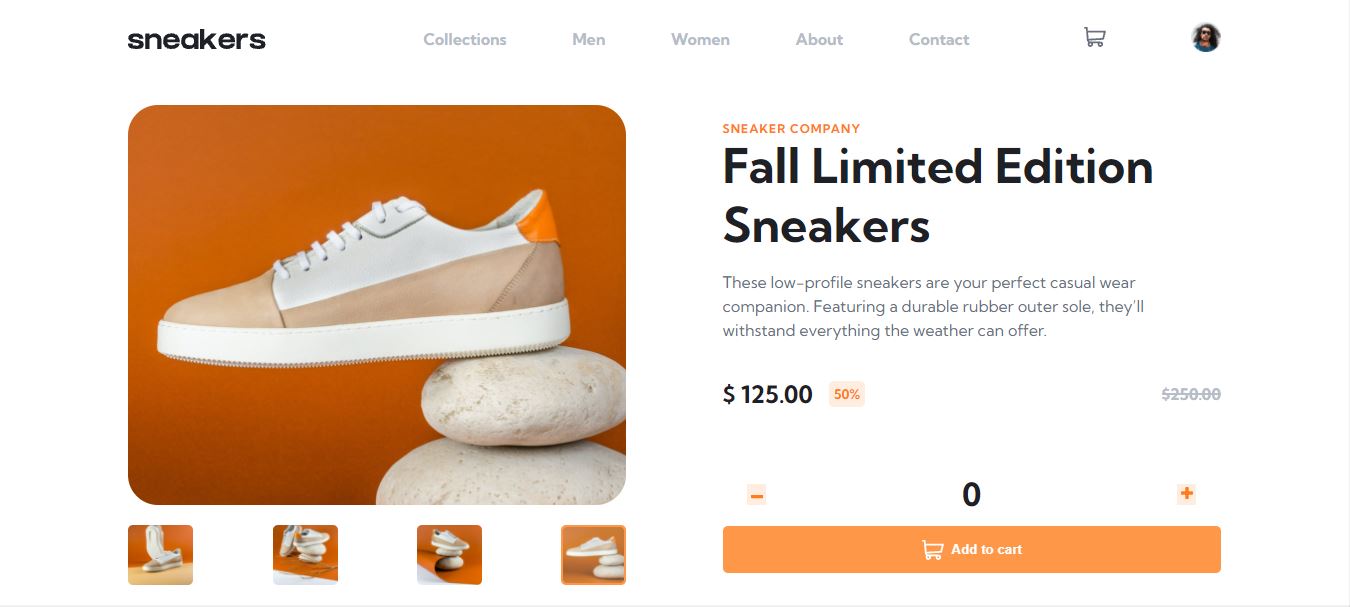 sneakers
Collections Men Women About Contact
SNEAKER COMPANY
Fall Limited Edition
Sneakers
These low-profile sneakers are your perfect casual wear
companion. Featuring a durable rubber outer sole, they'll
withstand everything the weather can offer.
$ 125.00 50% $250.00
– 0 +
Add to cart